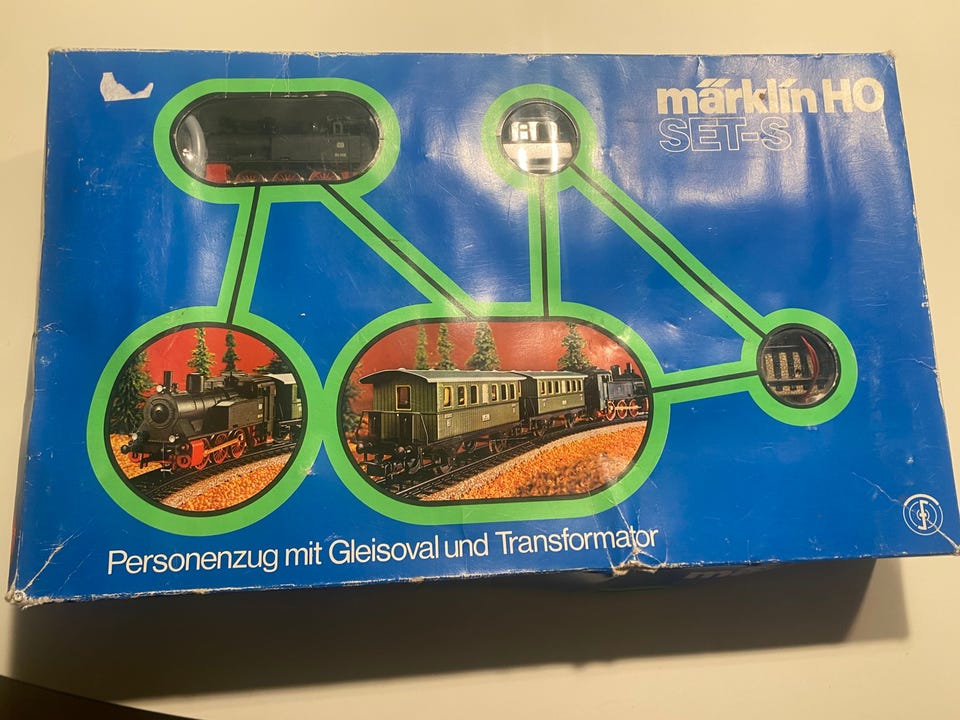 märklin HO
SET-S
Personenzug mit Gleisoval und Transformator